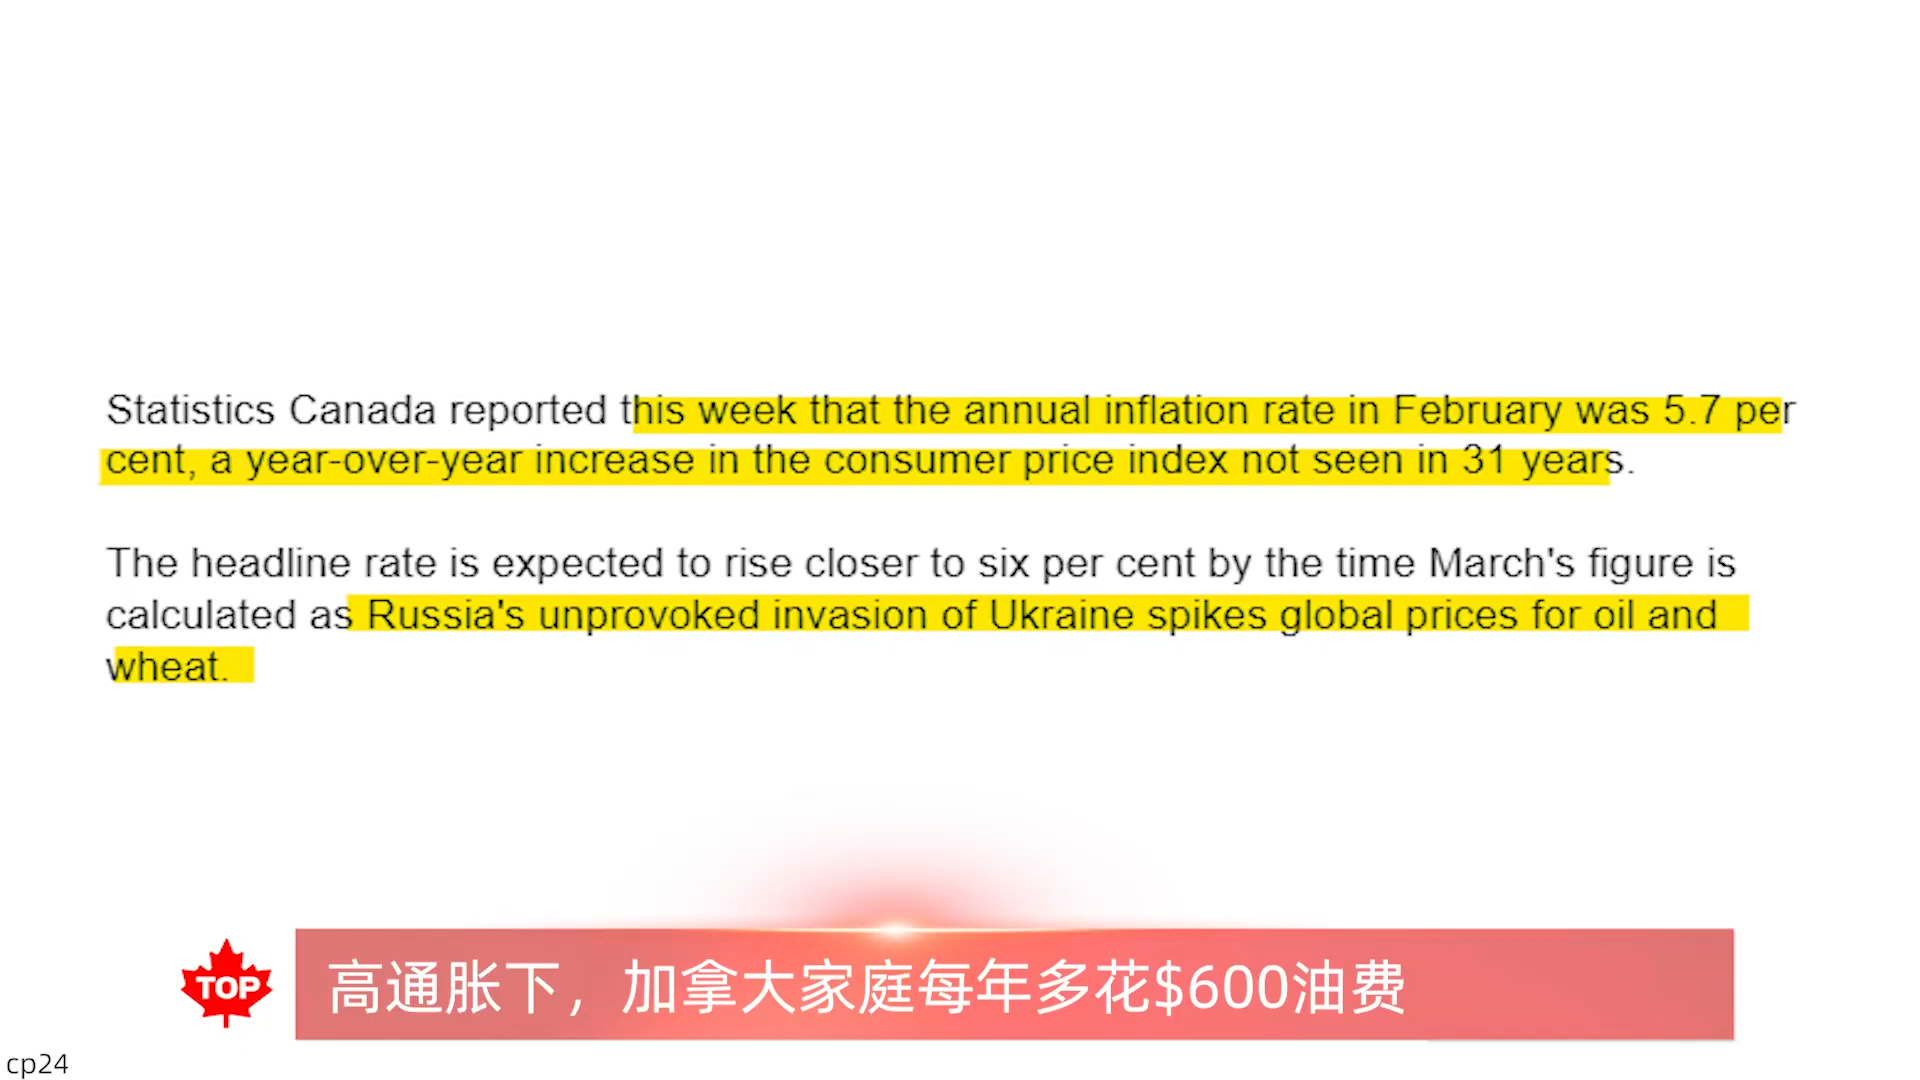 Statistics Canada reported this week that the annual inflation rate in February was 5.7 per
cent, a year-over-year increase in the consumer price index not seen in 31 years.
The headline rate is expected to rise closer to six per cent by the time March's figure is
calculated as Russia's unprovoked invasion of Ukraine spikes global prices for oil and
wheat.
TOP
高通胀下，加拿大家庭每年多花$600油费
cp24